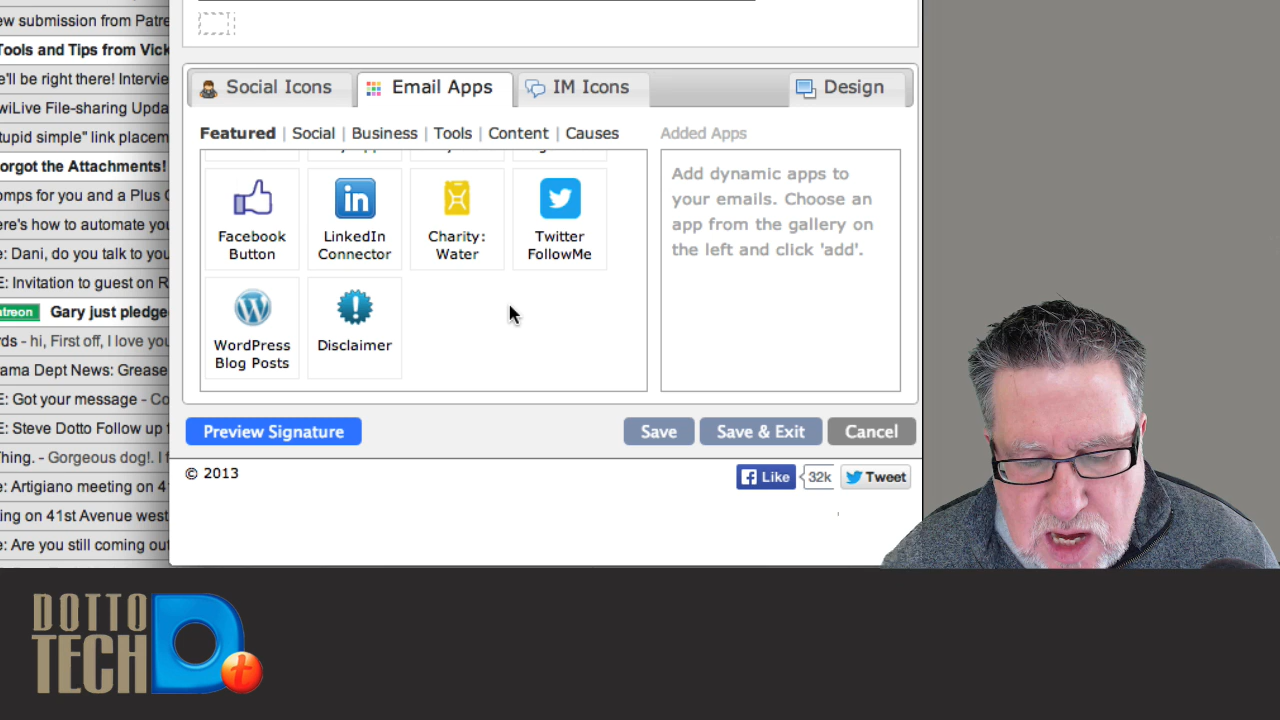 ew submission from Patre
Tools and Tips from Vick
e'll be right there! Intervie
wiLive File-sharing Upda
tupid simple" link placem
orgot the Attachments!
omps for you and a Plus
ere's how to automate you
e: Dani, do you talk to you
E: Invitation to guest on R
atreon Gary just pledge
rds - hi, First off, I love you
ama Dept News: Grease
E: Got your message - Co
E: Steve Dotto Follow up
Thing. - Gorgeous dog!. I
e: Artigiano meeting on 4
ing on 41st Avenue west
e: Are you still coming out
Social Icons
Email Apps
IM Icons
Design
Featured | Social | Business | Tools | Content | Causes
Added Apps
Facebook
Button
LinkedIn
Connector
Charity:
Water
Twitter
FollowMe
WordPress
Blog Posts
Disclaimer
Add dynamic apps to
your emails. Choose an
app from the gallery on
the left and click 'add'.
Preview Signature
Save
Save & Exit
Cancel
© 2013
Like
32k
Tweet
DOTTO
TECH